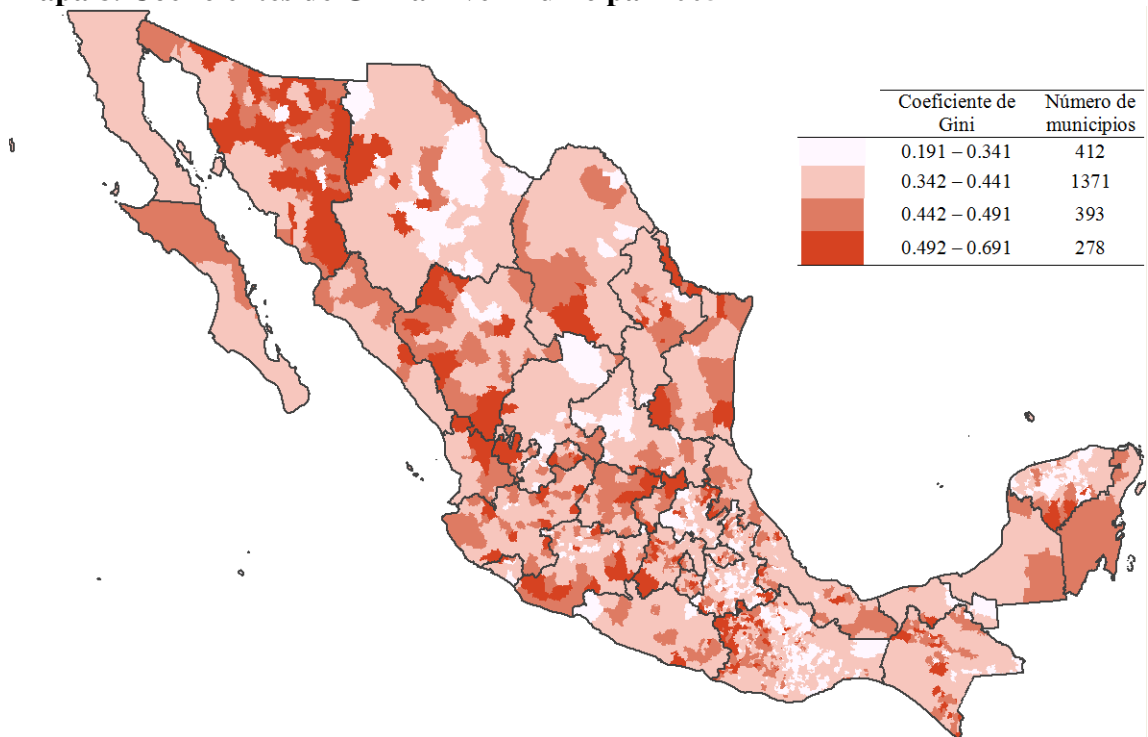 Coeficiente de Gini Número de municipios
0.191 – 0.341 412
0.342 – 0.441 1371
0.442 – 0.491 393
0.492 – 0.691 278